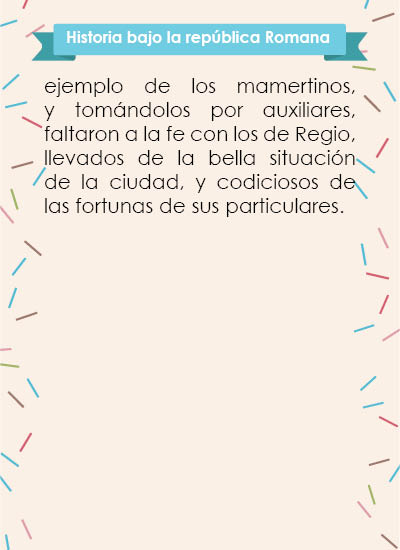 Historia bajo la república Romana
ejemplo de los mamertinos,
y tomándolos por auxiliares,
faltaron a la fe con los de Regio,
llevados de la bella situación
de la ciudad, y codiciosos de
las fortunas de sus particulares.